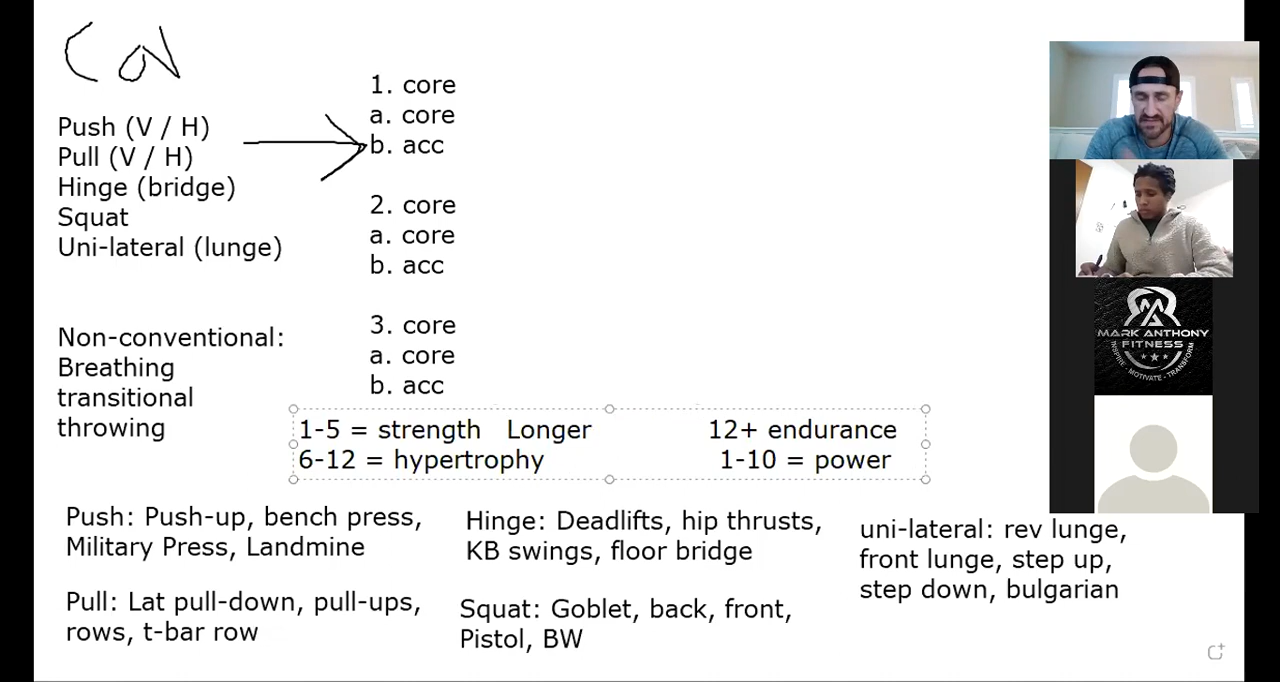 Push (V / H)
Pull (V / H)
Hinge (bridge)
Squat
Uni-lateral (lunge)
Non-conventional:
Breathing
transitional
throwing
1. core
a. core
b. acc
2. core
a. core
b. acc
3. core
a. core
b. acc
1-5 = strength Longer 12+ endurance
6-12 = hypertrophy 1-10 = power
Push: Push-up, bench press,
Military Press, Landmine
Pull: Lat pull-down, pull-ups,
rows, t-bar row
Hinge: Deadlifts, hip thrusts,
KB swings, floor bridge
Squat: Goblet, back, front,
Pistol, BW
uni-lateral: rev lunge,
front lunge, step up,
step down, bulgarian
MARK ANTHONY
FITNESS
INSPIRE - MOTIVATE - TRANSFORM